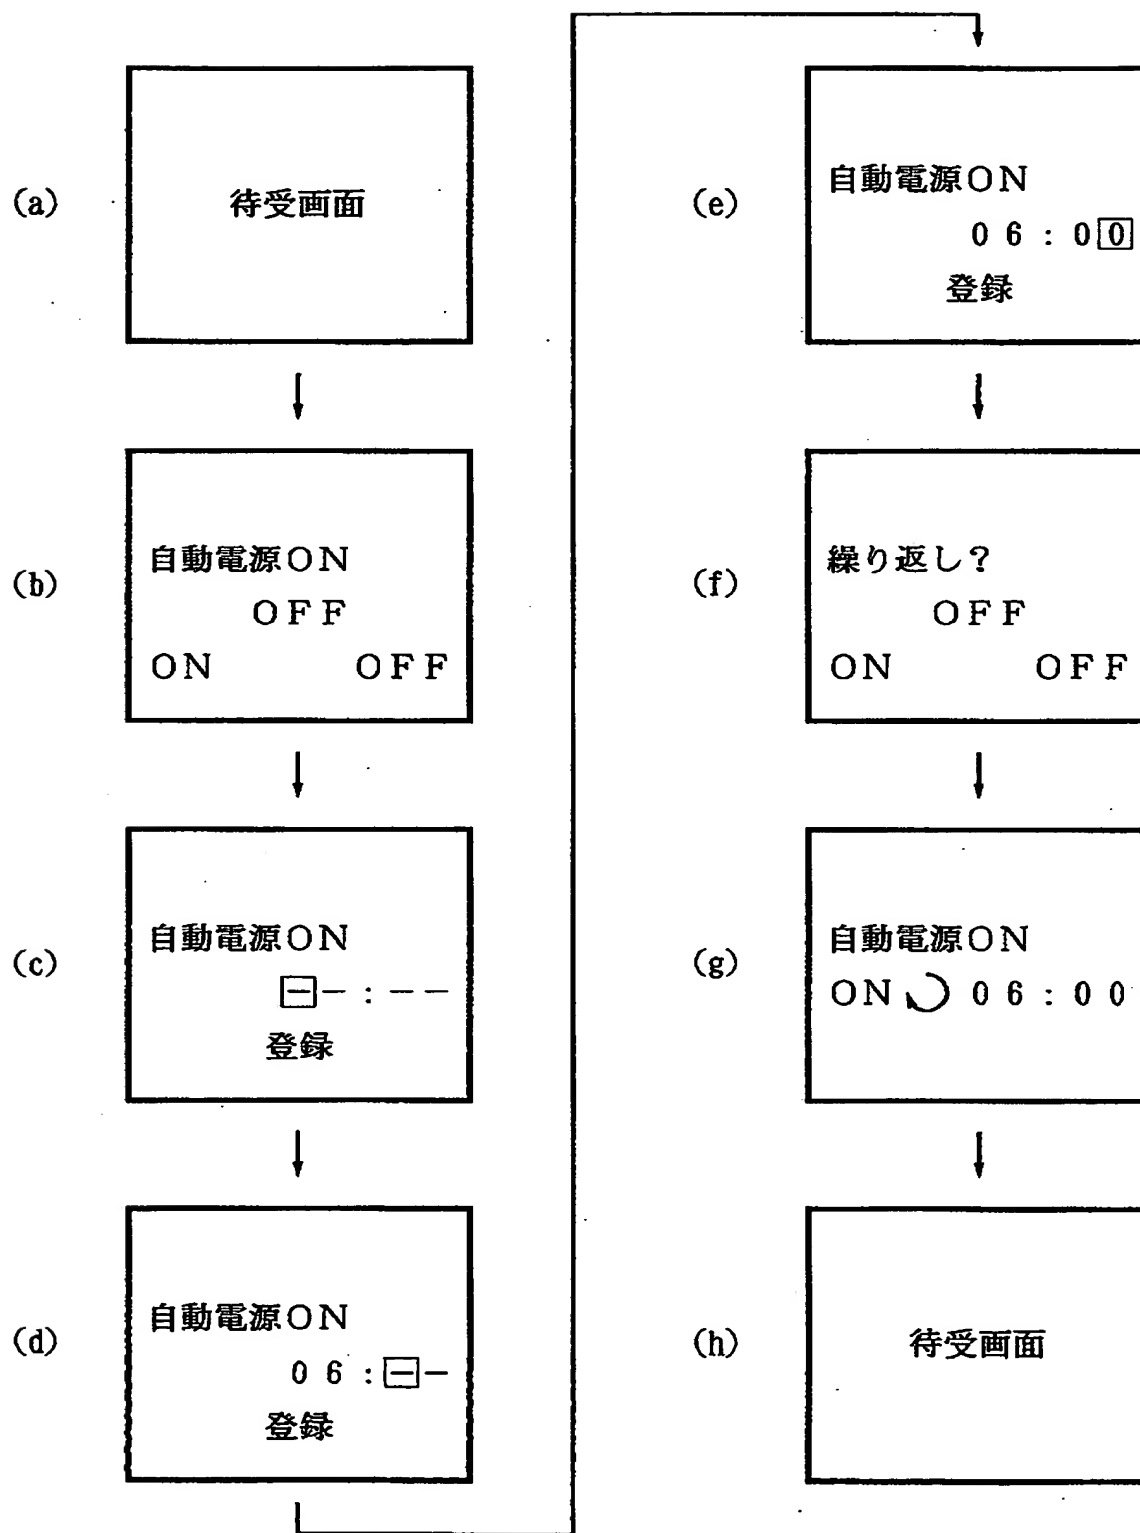 (a)
待受画面
(b)
自動電源ON
OFF
ON OFF
(c)
自動電源ON
--:--
登録
(d)
自動電源ON
06:--
登録
(e)
自動電源ON
06:00
登録
(f)
繰り返し?
OFF
ON OFF
(g)
自動電源ON
ON 06:00
(h)
待受画面